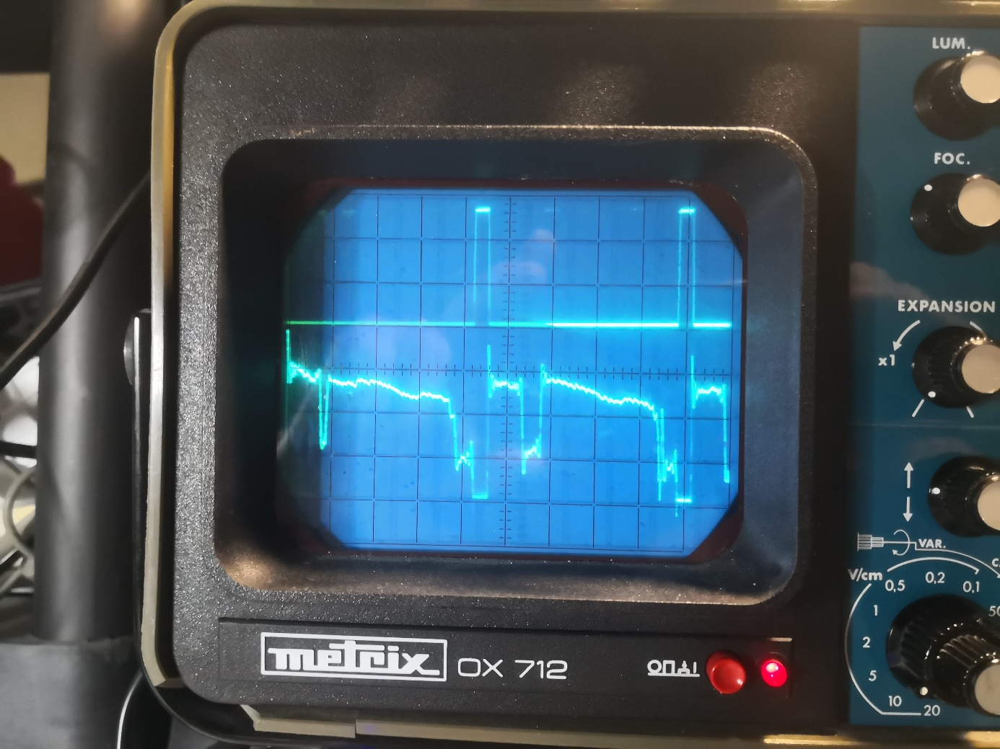 LUM.
FOC.
EXPANSION
x1
VAR.
V/cm
0,5
0,2
0,1
1
2
5
10
20
metrix OX 712